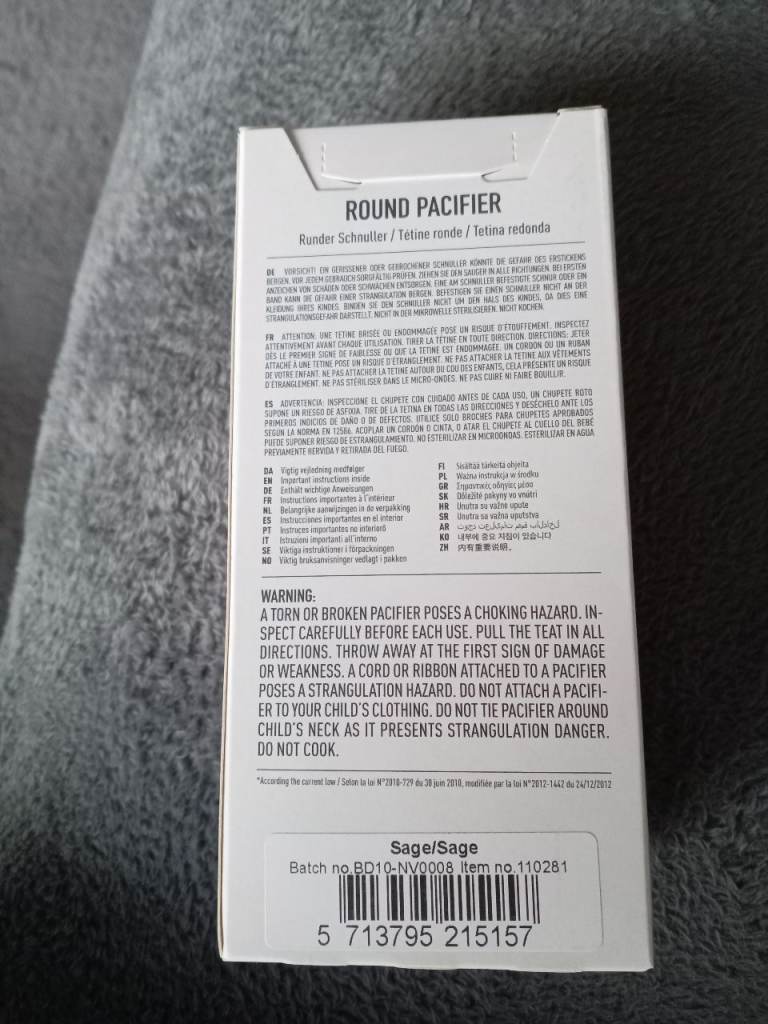 ROUND PACIFIER
Runder Schnuller / Tétine ronde / Tetina redonda
DE VORSICHT! EIN GERISSENER ODER GEBROCHENER SCHNULLER KÖNNTE DIE GEFAHR DES ERSTICKENS
BERGEN. VOR JEDEM GEBRAUCH SORGFÄLTIG PRÜFEN. ZIEHEN SIE DEN SAUGER IN ALLE RICHTUNGEN. BEI ERSTEN
ANZEICHEN VON SCHÄDEN ODER SCHWÄCHEN ENTSORGEN. EINE AM SCHNULLER BEFESTIGTE SCHNUR ODER EIN
BAND KANN DIE GEFAHR EINER STRANGULATION BERGEN. BEFESTIGEN SIE EINEN SCHNULLER NICHT AN DER
KLEIDUNG IHRES KINDES. BINDEN SIE DEN SCHNULLER NICHT UM DEN HALS DES KINDES, DA DIES EINE
STRANGULATIONSGEFAHR DARSTELLT. NICHT IN DER MIKROWELLE STERILISIEREN. NICHT KOCHEN.
FR ATTENTION: UNE TETINE BRISÉE OU ENDOMMAGÉE POSE UN RISQUE D'ÉTOUFFEMENT. INSPECTEZ
ATTENTIVEMENT AVANT CHAQUE UTILISATION. TIRER LA TÉTINE EN TOUTE DIRECTION. DIRECTIONS: JETER
DÈS LE PREMIER SIGNE DE FAIBLESSE OU QUE LA TETINE EST ENDOMMAGÉE. UN CORDON OU UN RUBAN
ATTACHÉ À UNE TETINE POSE UN RISQUE D'ÉTRANGLEMENT. NE PAS ATTACHER LA TETINE AUX VÊTEMENTS
DE VOTRE ENFANT. NE PAS ATTACHER LA TETINE AUTOUR DU COU DES ENFANTS, CELA PRÉSENTE UN RISQUE
D'ÉTRANGLEMENT. NE PAS STÉRILISER DANS LE MICRO-ONDES. NE PAS CUIRE NI FAIRE BOUILLIR.
ES ADVERTENCIA: INSPECCIONE EL CHUPETE CON CUIDADO ANTES DE CADA USO, UN CHUPETE ROTO
SUPONE UN RIESGO DE ASFIXIA. TIRE DE LA TETINA EN TODAS LAS DIRECCIONES Y DESÉCHELO ANTE LOS
PRIMEROS INDICIOS DE DAÑO O DE DEFECTOS. UTILICE SOLO BROCHES PARA CHUPETES APROBADOS
SEGÚN LA NORMA EN 12586. ACOPLAR UN CORDÓN O CINTA, O ATAR EL CHUPETE AL CUELLO DEL BEBÉ
PUEDE SUPONER RIESGO DE ESTRANGULAMIENTO. NO ESTERILIZAR EN MICROONDAS. ESTERILIZAR EN AGUA
PREVIAMENTE HERVIDA Y RETIRADA DEL FUEGO.
DA Vigtig vejledning medfølger
EN Important instructions inside
DE Enthält wichtige Anweisungen
FR Instructions importantes à l'intérieur
NL Belangrijke aanwijzingen in de verpakking
ES Instrucciones importantes en el interior
PT Instruçes importantes no interioró
IT Istruzioni importanti all'interno
SE Viktiga instruktioner i förpackningen
NO Viktig bruksanvisninger vedlagt i pakken
FI Sisältää tärkeitä ohjeita
PL Ważna instrukcja w środku
GR Σημαντικές οδηγίες μέσα
SK Dôležité pokyny vo vnútri
HR Unutra su važne upute
SR Unutra su važna uputstva
AR
KO 내부에 중요 지침이 있습니다
ZH 内有重要说明。
WARNING:
A TORN OR BROKEN PACIFIER POSES A CHOKING HAZARD. IN-
SPECT CAREFULLY BEFORE EACH USE. PULL THE TEAT IN ALL
DIRECTIONS. THROW AWAY AT THE FIRST SIGN OF DAMAGE
OR WEAKNESS. A CORD OR RIBBON ATTACHED TO A PACIFIER
POSES A STRANGULATION HAZARD. DO NOT ATTACH A PACIFI-
ER TO YOUR CHILD'S CLOTHING. DO NOT TIE PACIFIER AROUND
CHILD'S NECK AS IT PRESENTS STRANGULATION DANGER.
DO NOT COOK.
*According the current law / Selon la loi N°2010-729 du 30 juin 2010, modifiée par la loi N°2012-1442 du 24/12/2012
Sage/Sage
Batch no.BD10-NV0008 Item no.110281
5 713795 215157